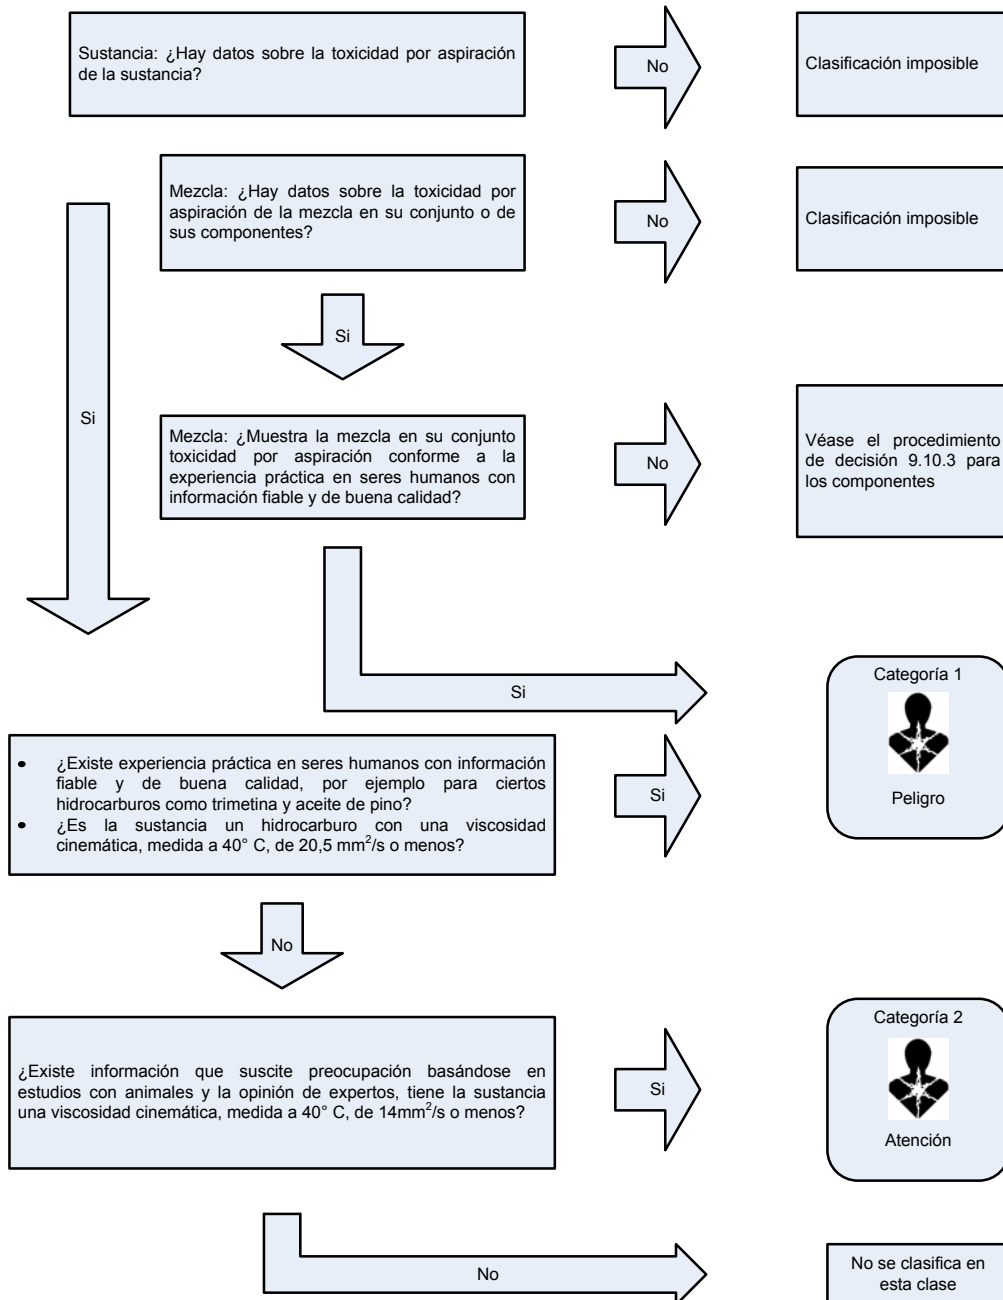 Sustancia: ¿Hay datos sobre la toxicidad por aspiración
de la sustancia?
No
Clasificación imposible
Mezcla: ¿Hay datos sobre la toxicidad por
aspiración de la mezcla en su conjunto o de
sus componentes?
No
Clasificación imposible
Si
Si
Mezcla: ¿Muestra la mezcla en su conjunto
toxicidad por aspiración conforme a la
experiencia práctica en seres humanos con
información fiable y de buena calidad?
No
Véase el procedimiento
de decisión 9.10.3 para
los componentes
Si
Categoría 1
Peligro
• ¿Existe experiencia práctica en seres humanos con información
fiable y de buena calidad, por ejemplo para ciertos
hidrocarburos como trimetina y aceite de pino?
• ¿Es la sustancia un hidrocarburo con una viscosidad
cinemática, medida a 40° C, de 20,5 mm²/s o menos?
Si
No
¿Existe información que suscite preocupación basándose en
estudios con animales y la opinión de expertos, tiene la sustancia
una viscosidad cinemática, medida a 40° C, de 14mm²/s o menos?
Si
Categoría 2
Atención
No
No se clasifica en
esta clase